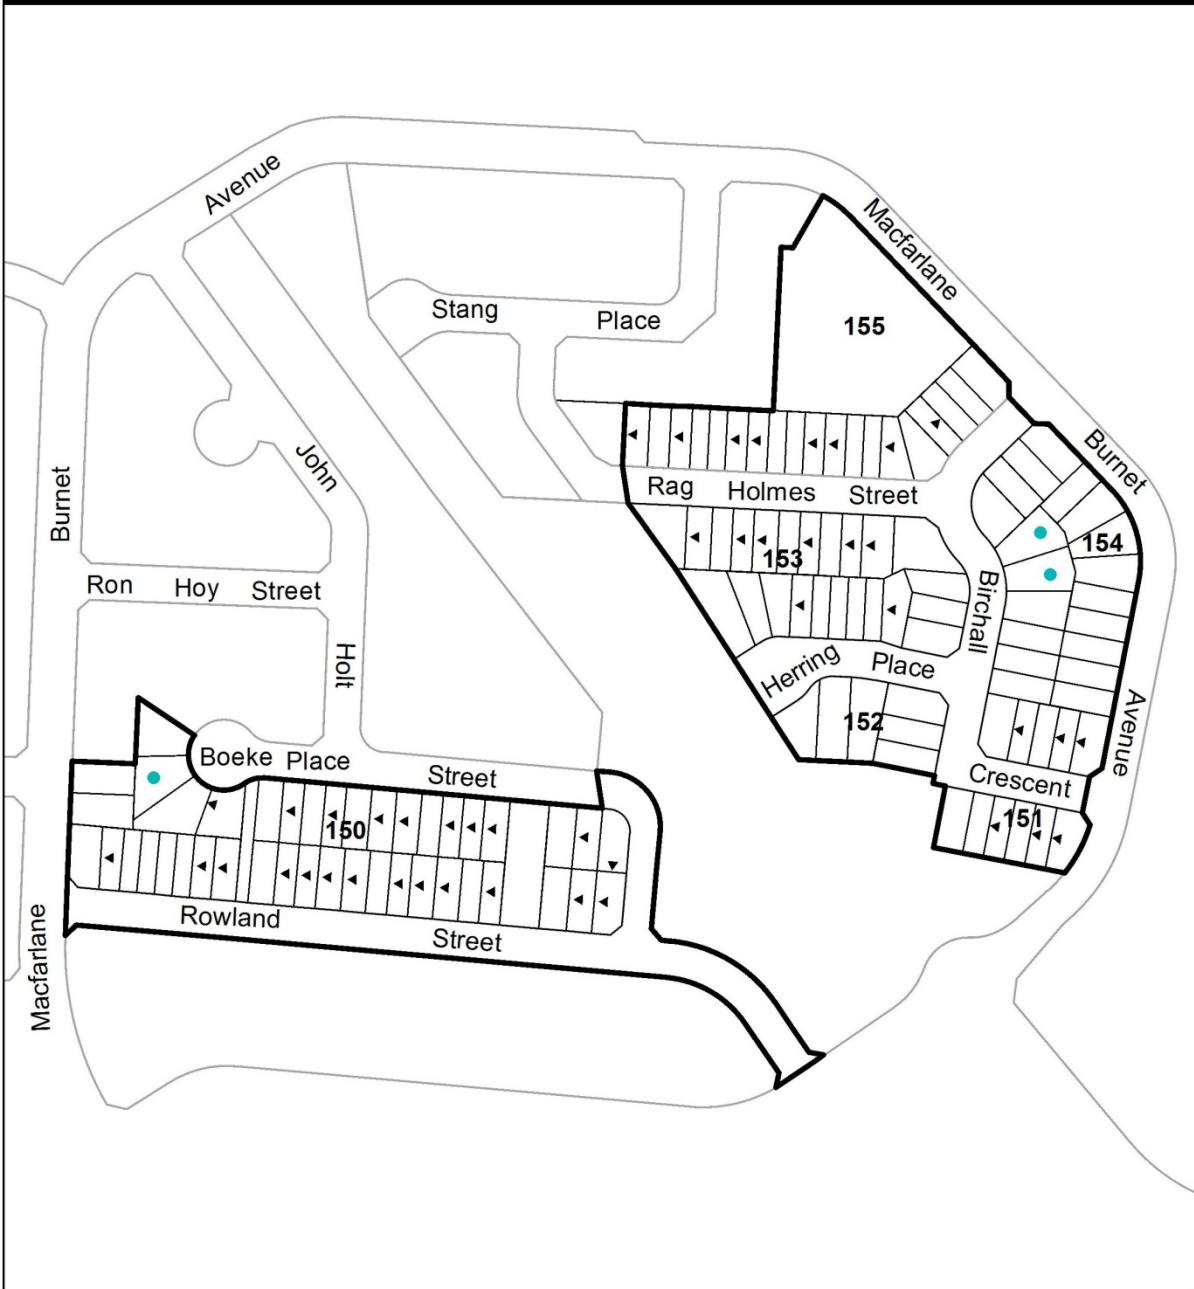 Avenue
Macfarlane
Stang Place
155
Burnet
Burnet
John
Rag Holmes Street
154
153
Ron Hoy Street
Birchall
Holt
Herring Place
152
Avenue
Boeke Place Street
Crescent
151
150
Rowland Street
Macfarlane